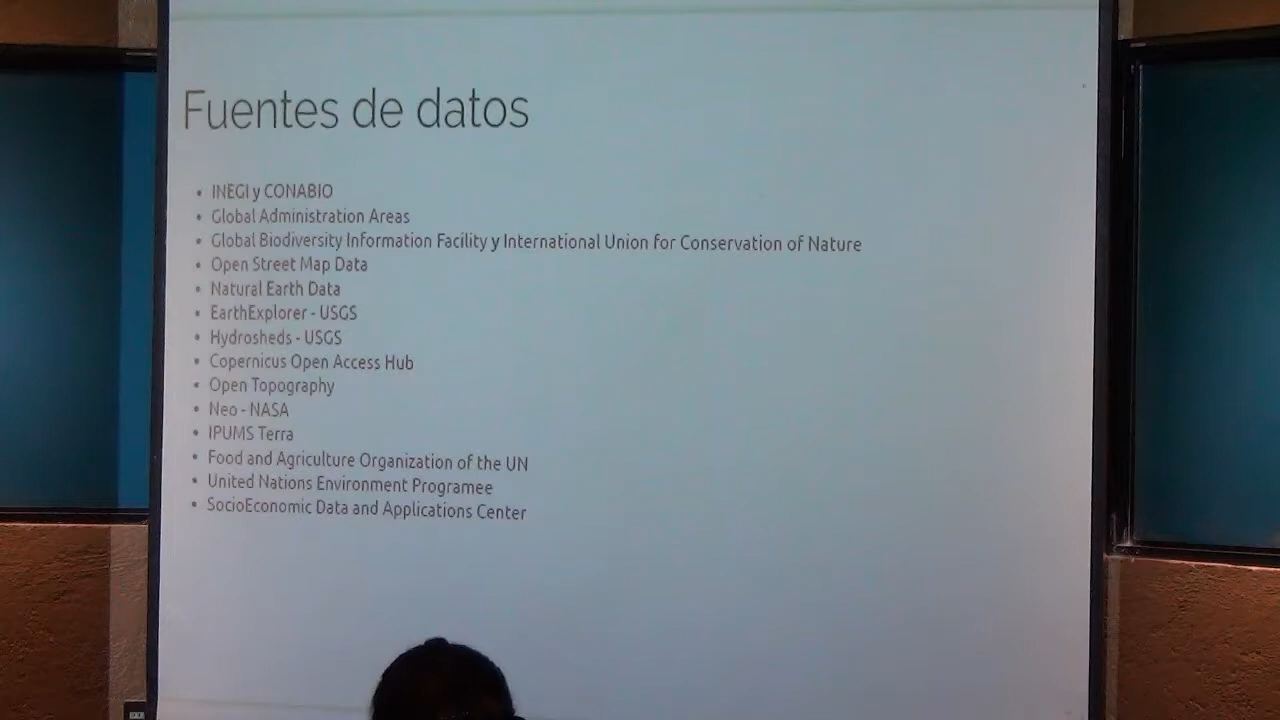 Fuentes de datos
• INEGI y CONABIO
• Global Administration Areas
• Global Biodiversity Information Facility y International Union for Conservation of Nature
• Open Street Map Data
• Natural Earth Data
• EarthExplorer - USGS
• Hydrosheds - USGS
• Copernicus Open Access Hub
• Open Topography
• Neo - NASA
• IPUMS Terra
• Food and Agriculture Organization of the UN
• United Nations Environment Programee
• SocioEconomic Data and Applications Center